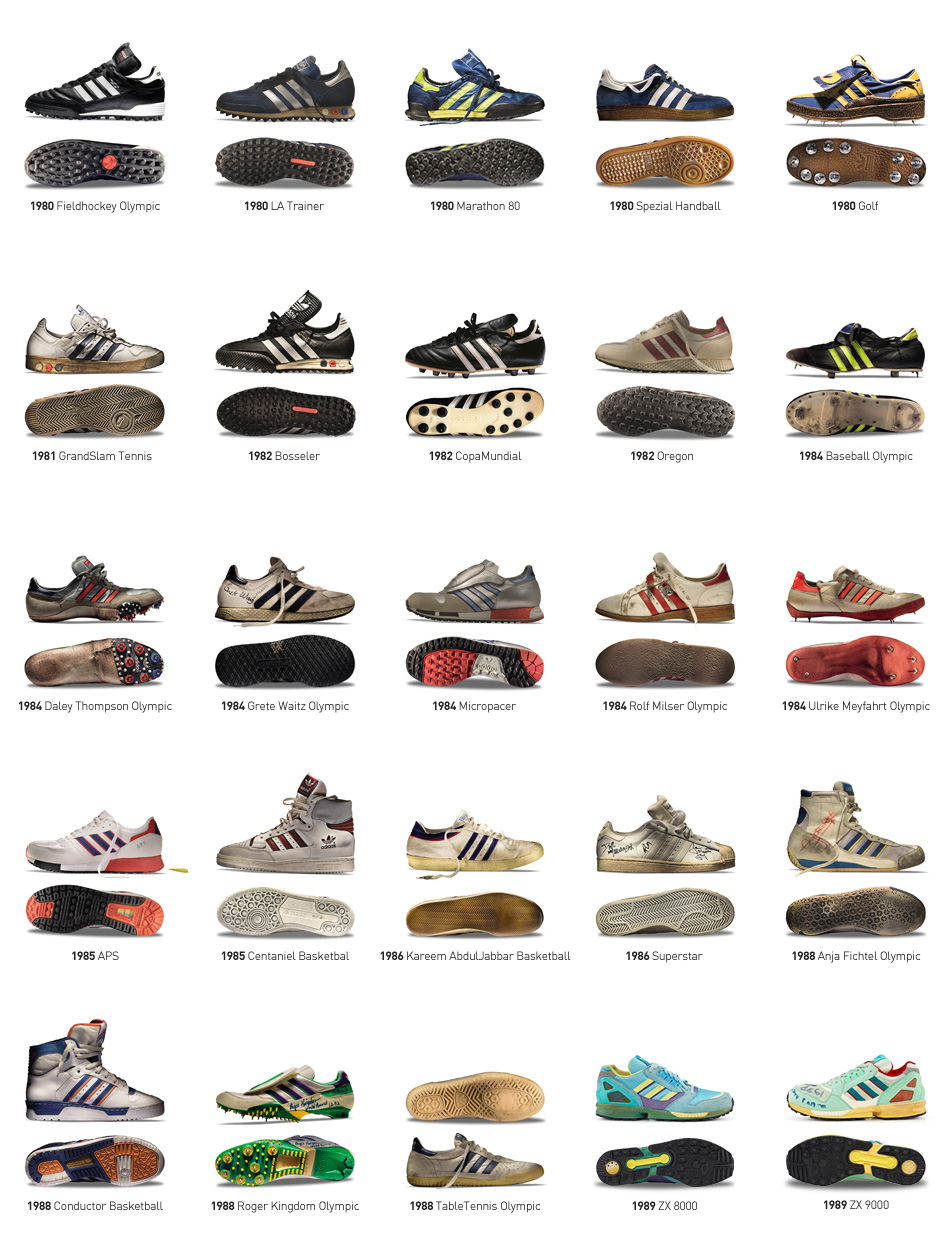 1980 Fieldhockey Olympic
1980 LA Trainer
1980 Marathon 80
1980 Spezial Handball
1980 Golf
1981 GrandSlam Tennis
1982 Bosseler
1982 CopaMundial
1982 Oregon
1984 Baseball Olympic
1984 Daley Thompson Olympic
1984 Grete Waitz Olympic
1984 Micropacer
1984 Rolf Milser Olympic
1984 Ulrike Meyfahrt Olympic
adidas
1985 APS
1985 Centaniel Basketbal
1986 Kareem AbdulJabbar Basketball
1986 Superstar
1988 Anja Fichtel Olympic
1988 Conductor Basketball
1988 Roger Kingdom Olympic
1988 TableTennis Olympic
1989 ZX 8000
1989 ZX 9000